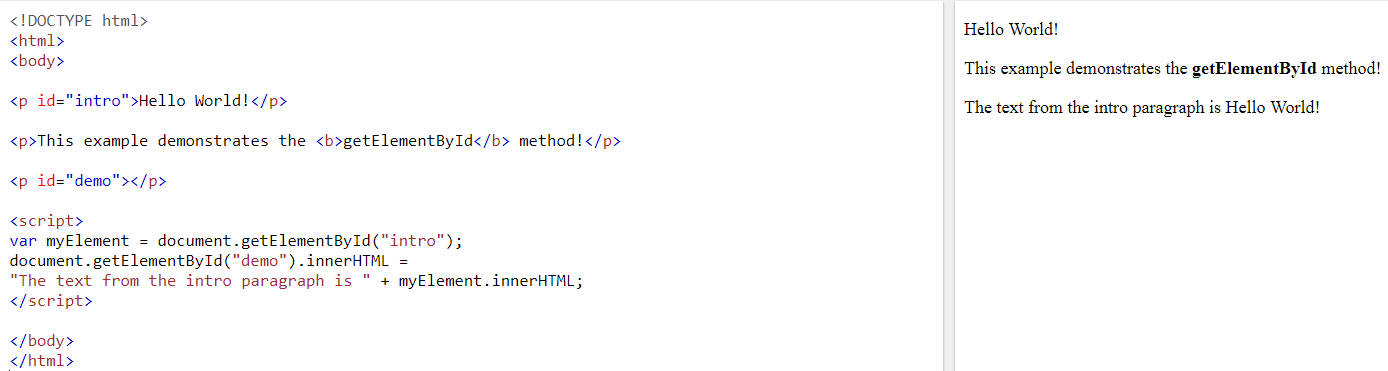 <!DOCTYPE html>
<html>
<body>
<p id="intro">Hello World!</p>
<p>This example demonstrates the <b>getElementById</b> method!</p>
<p id="demo"></p>
<script>
var myElement = document.getElementById("intro");
document.getElementById("demo").innerHTML =
"The text from the intro paragraph is " + myElement.innerHTML;
</script>
</body>
</html>
Hello World!
This example demonstrates the getElementById method!
The text from the intro paragraph is Hello World!